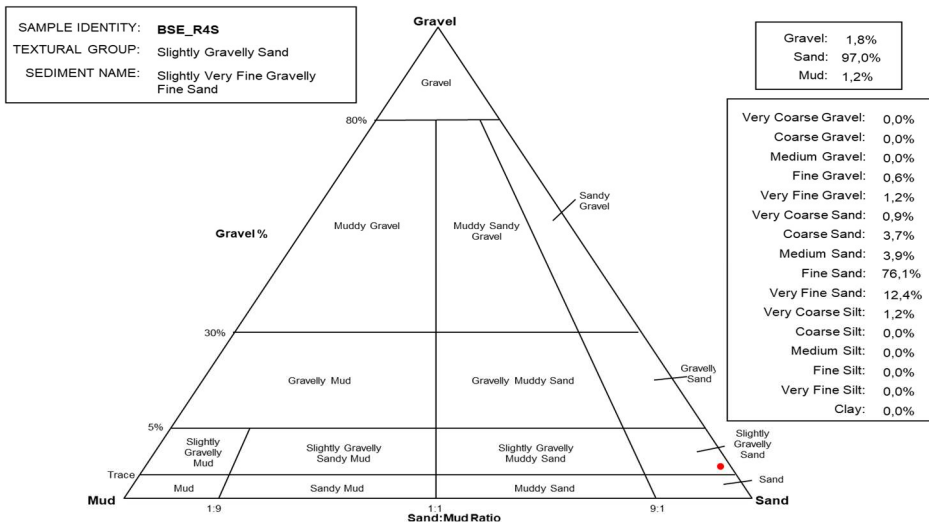 SAMPLE IDENTITY: BSE_R4S
TEXTURAL GROUP: Slightly Gravelly Sand
SEDIMENT NAME: Slightly Very Fine Gravelly
Fine Sand
Gravel: 1,8%
Sand: 97,0%
Mud: 1,2%
Very Coarse Gravel: 0,0%
Coarse Gravel: 0,0%
Medium Gravel: 0,0%
Fine Gravel: 0,6%
Very Fine Gravel: 1,2%
Very Coarse Sand: 0,9%
Coarse Sand: 3,7%
Medium Sand: 3,9%
Fine Sand: 76,1%
Very Fine Sand: 12,4%
Very Coarse Silt: 1,2%
Coarse Silt: 0,0%
Medium Silt: 0,0%
Fine Silt: 0,0%
Very Fine Silt: 0,0%
Clay: 0,0%
Gravel
Gravel
80%
Sandy
Gravel
Gravel %
Muddy Gravel
Muddy Sandy
Gravel
30%
Gravelly Mud
Gravelly Muddy Sand
Gravelly
Sand
5%
Slightly
Gravelly
Mud
Slightly Gravelly
Sandy Mud
Slightly Gravelly
Muddy Sand
Slightly
Gravelly
Sand
Trace
Mud
Sandy Mud
Muddy Sand
Sand
Mud
Sand
1:9
1:1
9:1
Sand:Mud Ratio